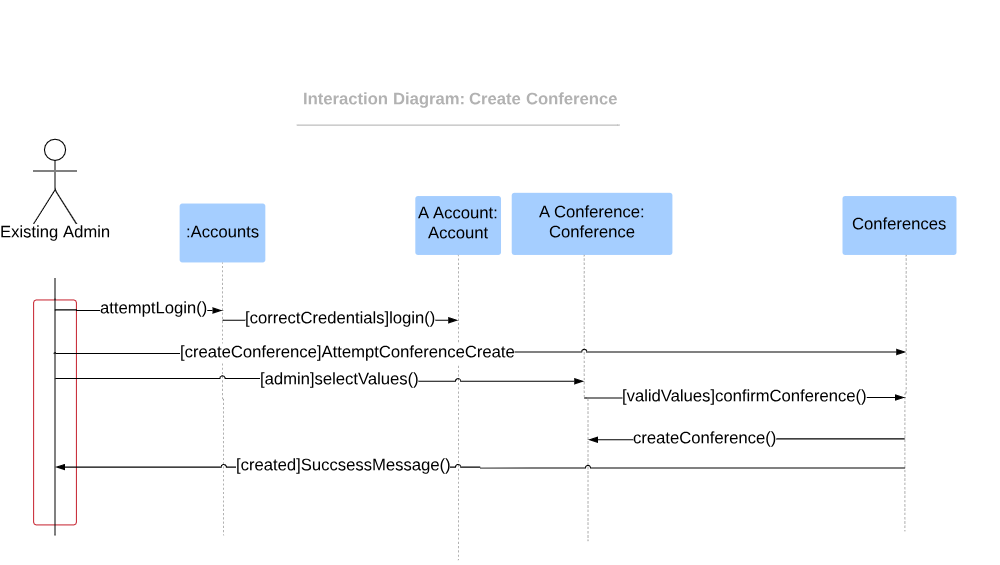 Interaction Diagram: Create Conference
Existing Admin
:Accounts
A Account:
Account
A Conference:
Conference
Conferences
attemptLogin()
[correctCredentials]login()
[createConference]AttemptConferenceCreate
[admin]selectValues()
[validValues]confirmConference()
createConference()
[created]SuccsessMessage()